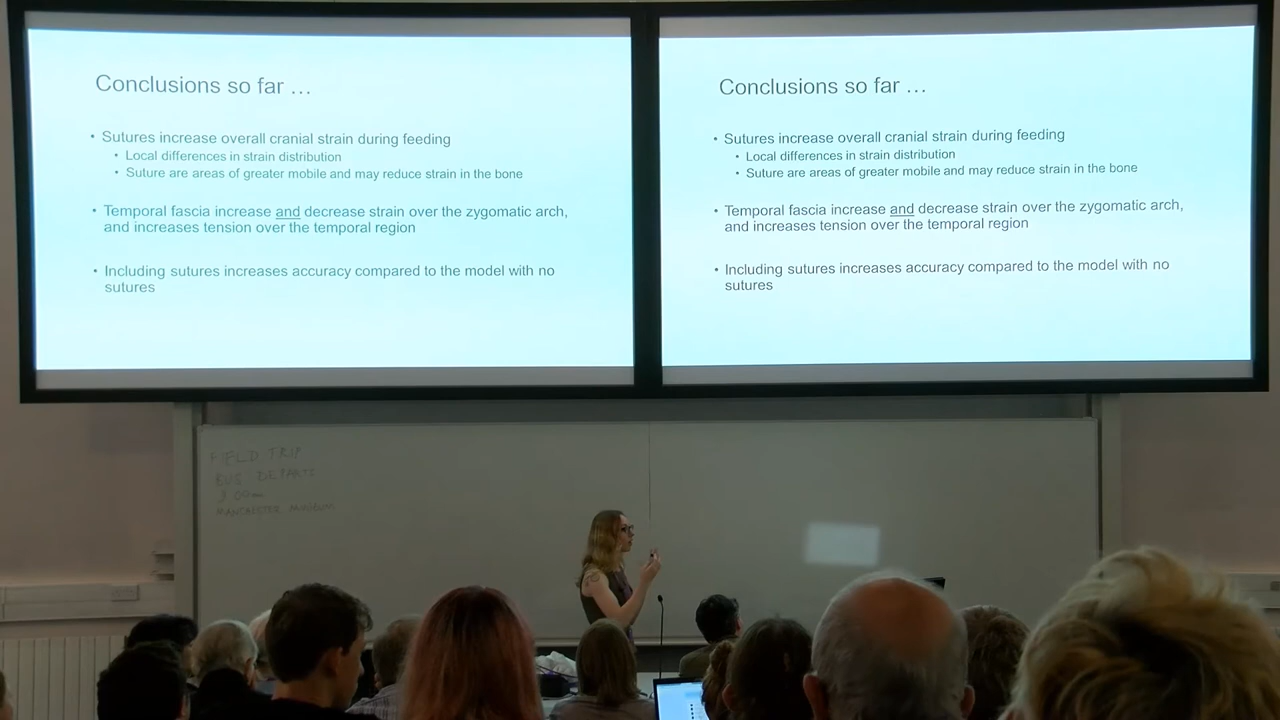 Conclusions so far …
• Sutures increase overall cranial strain during feeding
• Local differences in strain distribution
• Suture are areas of greater mobile and may reduce strain in the bone
• Temporal fascia increase and decrease strain over the zygomatic arch,
and increases tension over the temporal region
• Including sutures increases accuracy compared to the model with no
sutures
Conclusions so far …
• Sutures increase overall cranial strain during feeding
• Local differences in strain distribution
• Suture are areas of greater mobile and may reduce strain in the bone
• Temporal fascia increase and decrease strain over the zygomatic arch,
and increases tension over the temporal region
• Including sutures increases accuracy compared to the model with no
sutures
FIELD TRIP
BUS DEPARTS
MANCHESTER MUSEUM